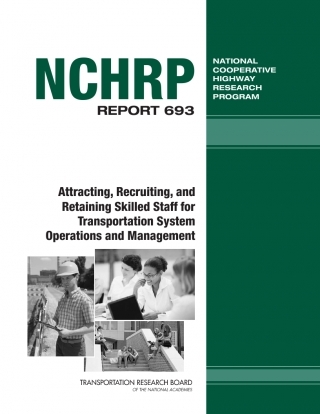 NCHRP
REPORT 693
NATIONAL
COOPERATIVE
HIGHWAY
RESEARCH
PROGRAM
Attracting, Recruiting, and
Retaining Skilled Staff for
Transportation System
Operations and Management
TRANSPORTATION RESEARCH BOARD
OF THE NATIONAL ACADEMIES